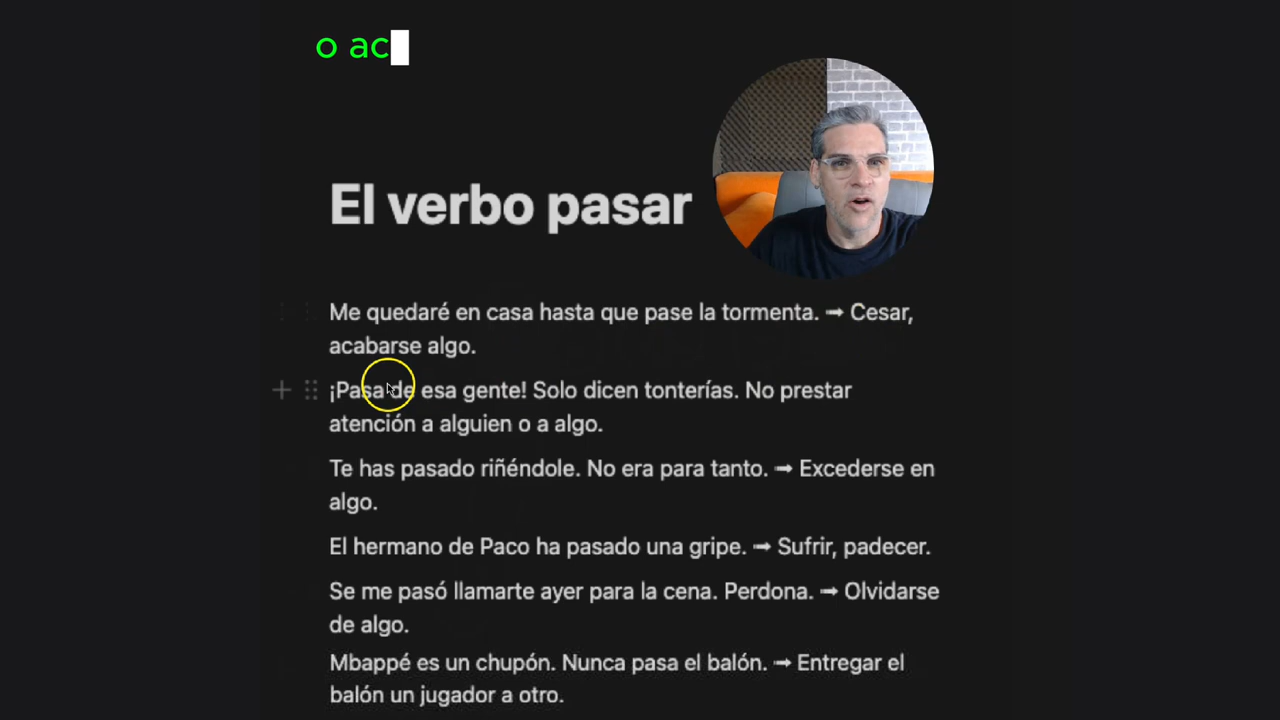 o ac
El verbo pasar
Me quedaré en casa hasta que pase la tormenta. ➞ Cesar,
acabarse algo.
¡Pasa de esa gente! Solo dicen tonterías. No prestar
atención a alguien o a algo.
Te has pasado riñéndole. No era para tanto. ➞ Excederse en
algo.
El hermano de Paco ha pasado una gripe. ➞ Sufrir, padecer.
Se me pasó llamarte ayer para la cena. Perdona. ➞ Olvidarse
de algo.
Mbappé es un chupón. Nunca pasa el balón. ➞ Entregar el
balón un jugador a otro.